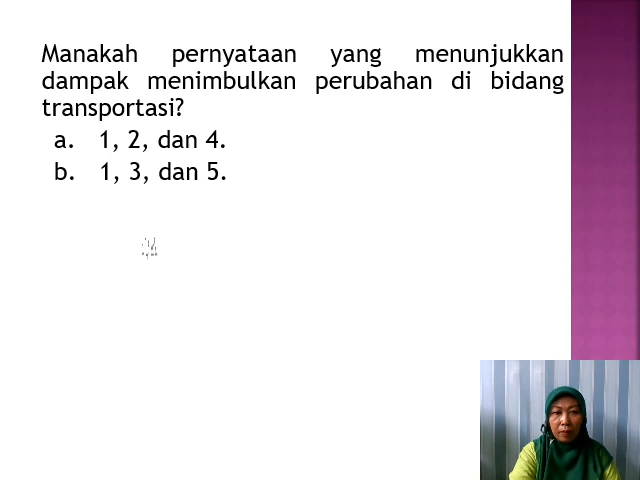 Manakah pernyataan yang menunjukkan
dampak menimbulkan perubahan di bidang
transportasi?
a. 1, 2, dan 4.
b. 1, 3, dan 5.